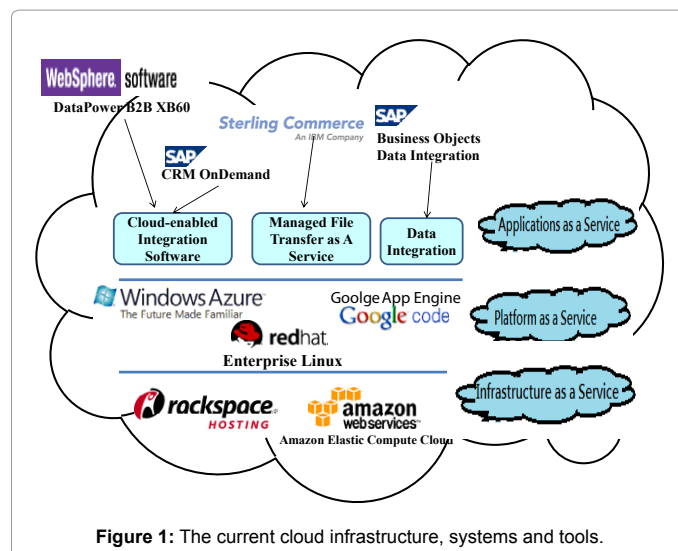 WebSphere. software
DataPower B2B XB60
Sterling Commerce
An IBM Company
SAP
Business Objects
Data Integration
SAP
CRM OnDemand
Cloud-enabled
Integration
Software
Managed File
Transfer as A
Service
Data
Integration
Applications as a Service
Windows Azure™
The Future Made Familiar
Goolge App Engine
Google code
redhat.
Enterprise Linux
Platform as a Service
rackspace
HOSTING
amazon
webservices™
Amazon Elastic Compute Cloud
Infrastructure as a Service
Figure 1: The current cloud infrastructure, systems and tools.